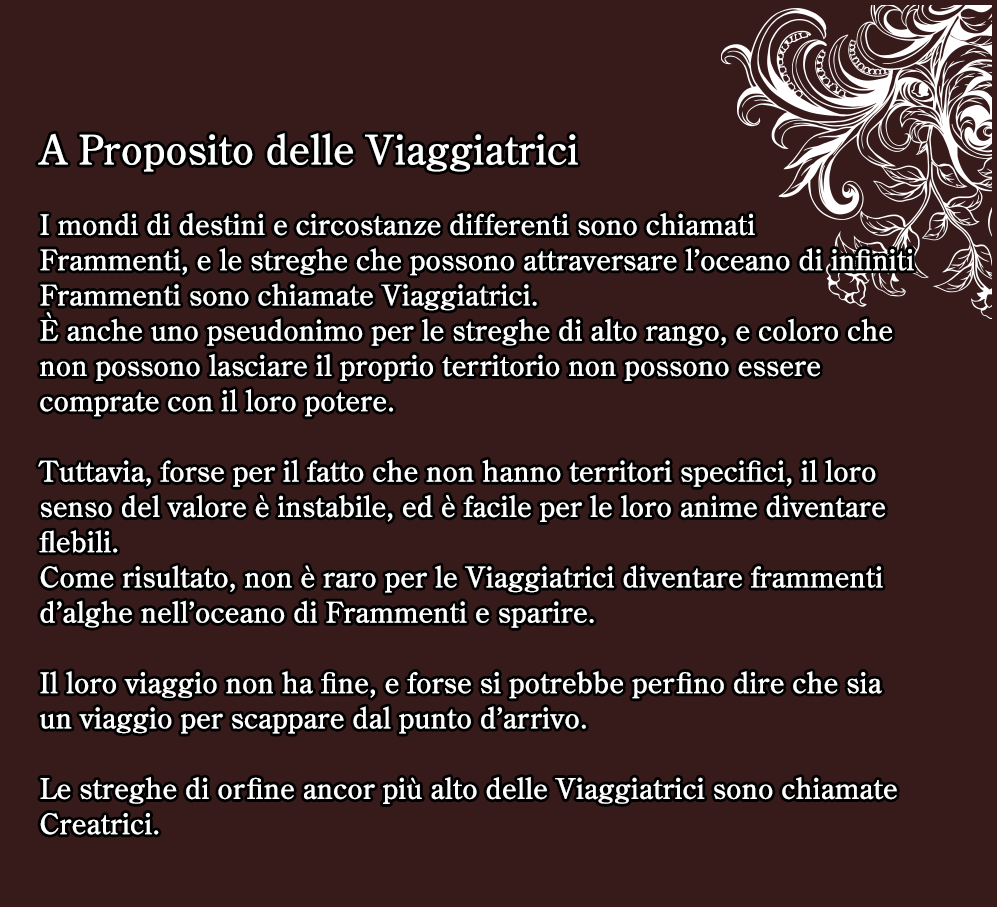 A Proposito delle Viaggiatrici
I mondi di destini e circostanze differenti sono chiamati
Frammenti, e le streghe che possono attraversare l’oceano di infiniti
Frammenti sono chiamate Viaggiatrici.
È anche uno pseudonimo per le streghe di alto rango, e coloro che
non possono lasciare il proprio territorio non possono essere
comprate con il loro potere.
Tuttavia, forse per il fatto che non hanno territori specifici, il loro
senso del valore è instabile, ed è facile per le loro anime diventare
flebili.
Come risultato, non è raro per le Viaggiatrici diventare frammenti
d’alghe nell’oceano di Frammenti e sparire.
Il loro viaggio non ha fine, e forse si potrebbe perfino dire che sia
un viaggio per scappare dal punto d’arrivo.
Le streghe di orfine ancor più alto delle Viaggiatrici sono chiamate
Creatrici.